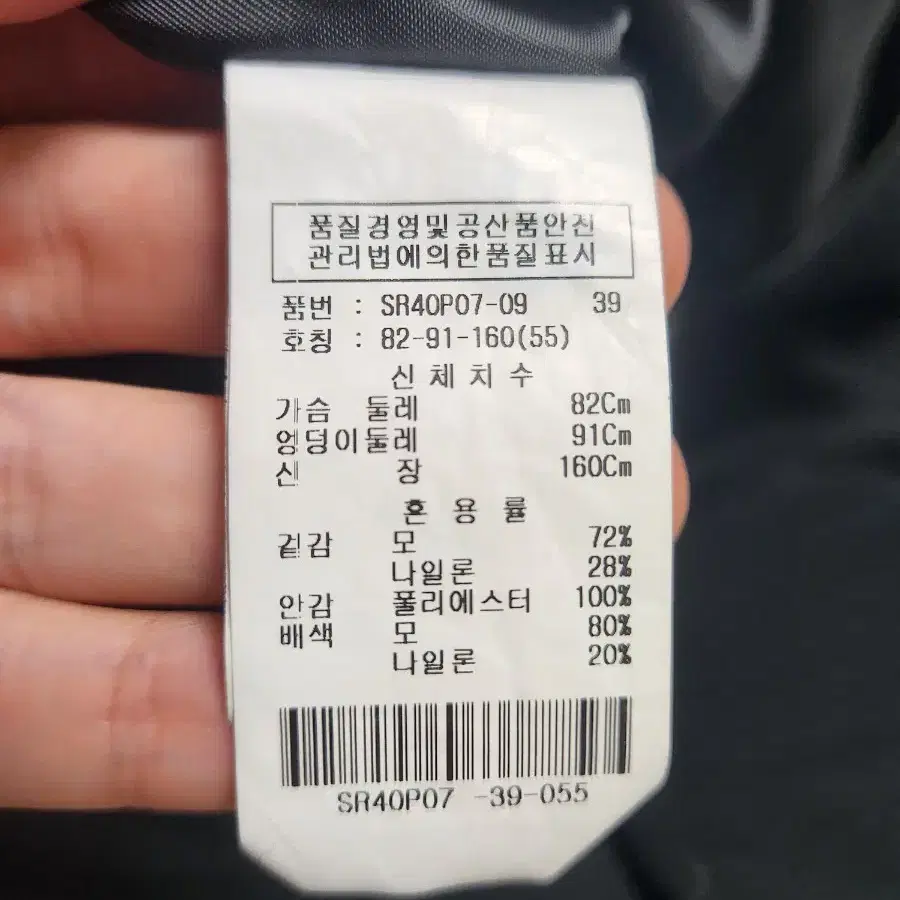 품질경영및공산품안전
관리법에의한품질표시
품번 : SR40P07-09 39
호칭 : 82-91-160(55)
신 체 치 수
가슴 둘레 82Cm
엉덩이둘레 91Cm
신 장 160Cm
혼 용 률
겉감 모 72%
나일론 28%
안감 폴리에스터 100%
배색 모 80%
나일론 20%
SR40P07 -39-055